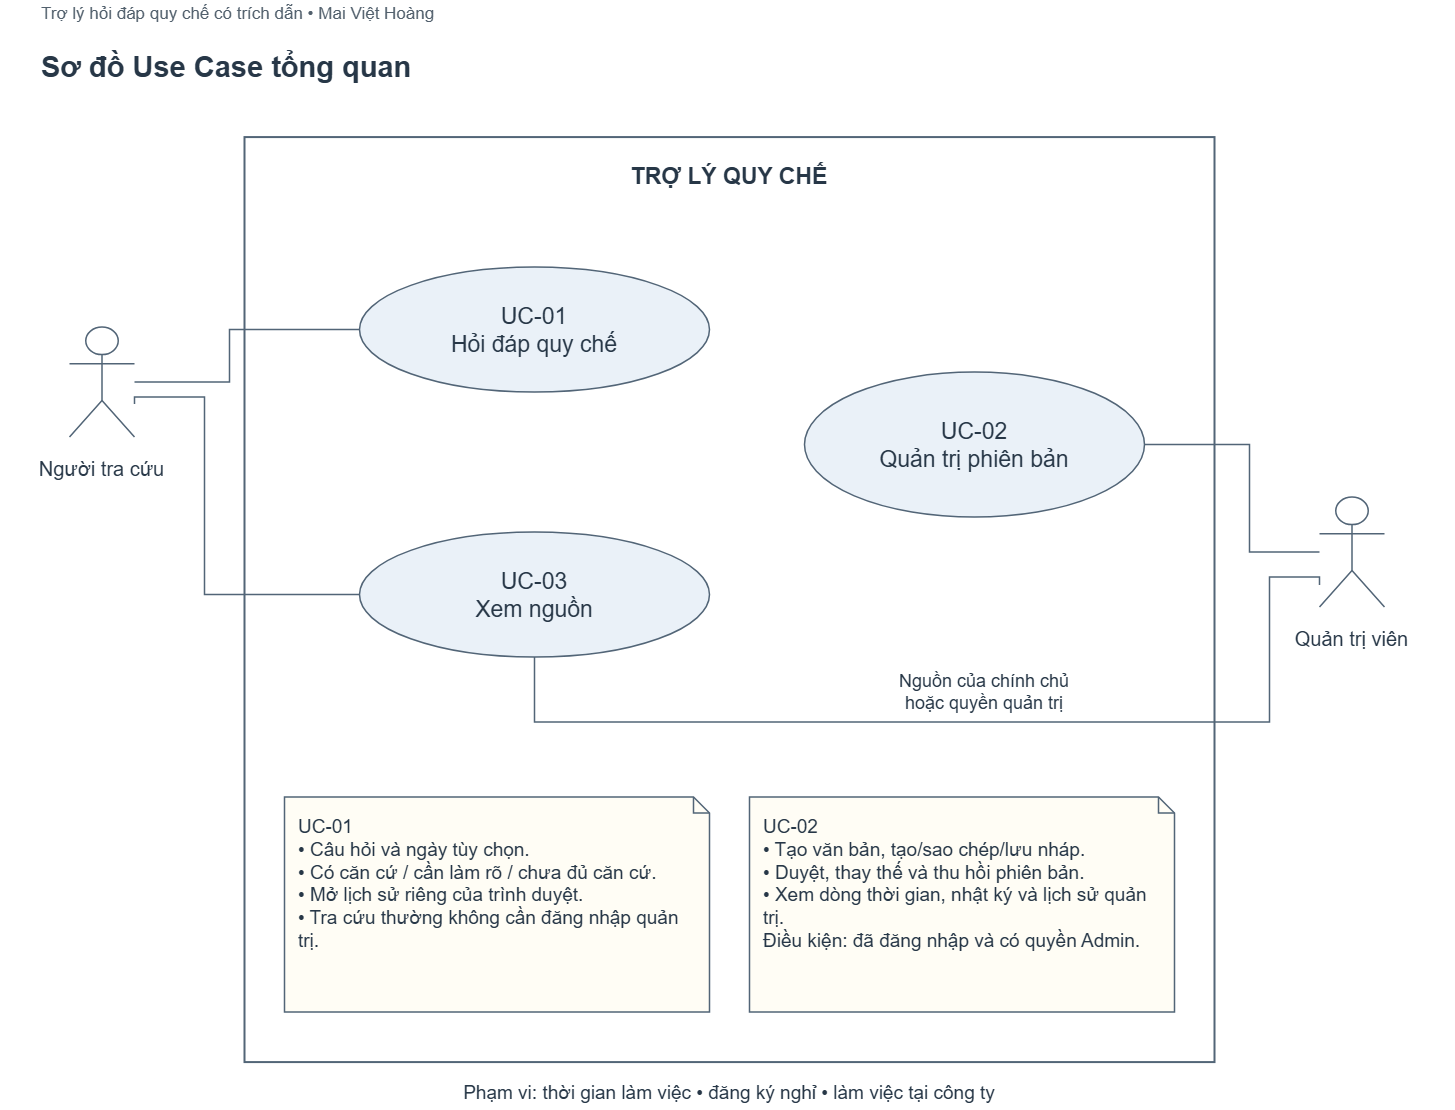 Trợ lý hỏi đáp quy chế có trích dẫn • Mai Việt Hoàng
Sơ đồ Use Case tổng quan
TRỢ LÝ QUY CHẾ
UC-01
Hỏi đáp quy chế
UC-02
Quản trị phiên bản
Người tra cứu
UC-03
Xem nguồn
Quản trị viên
Nguồn của chính chủ
hoặc quyền quản trị
UC-01
• Câu hỏi và ngày tùy chọn.
• Có căn cứ / cần làm rõ / chưa đủ căn cứ.
• Mở lịch sử riêng của trình duyệt.
• Tra cứu thường không cần đăng nhập quản
trị.
UC-02
• Tạo văn bản, tạo/sao chép/lưu nháp.
• Duyệt, thay thế và thu hồi phiên bản.
• Xem dòng thời gian, nhật ký và lịch sử quản
trị.
Điều kiện: đã đăng nhập và có quyền Admin.
Phạm vi: thời gian làm việc • đăng ký nghỉ • làm việc tại công ty